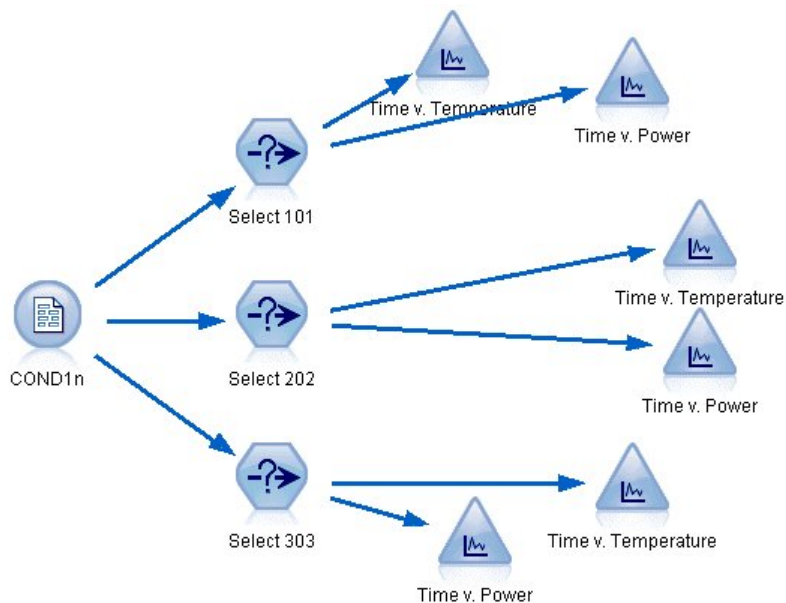 Time v. Temperature
Time v. Power
Select 101
Time v. Temperature
COND1n
Select 202
Time v. Power
Select 303
Time v. Temperature
Time v. Power